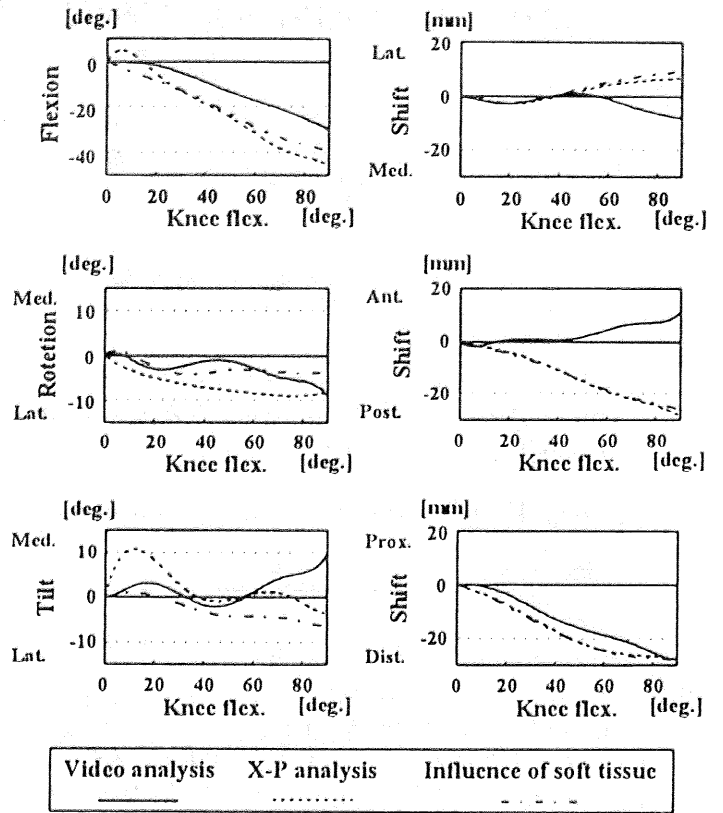 [deg.]
0
-20
-40
Flexion
0 20 40 60 80
Knee flex. [deg.]
[mm]
Lat.
20
0
-20
Shift
Med.
0 20 40 60 80
Knee flex. [deg.]
[deg.]
Med.
10
0
-10
Rotetion
Lat.
0 20 40 60 80
Knee flex. [deg.]
[mm]
Ant.
20
0
-20
Shift
Post.
0 20 40 60 80
Knee flex. [deg.]
[deg.]
Med.
10
0
-10
Tilt
Lat.
0 20 40 60 80
Knee flex. [deg.]
[mm]
Prox.
20
0
-20
Shift
Dist.
0 20 40 60 80
Knee flex. [deg.]
Video analysis X-P analysis Influence of soft tissue